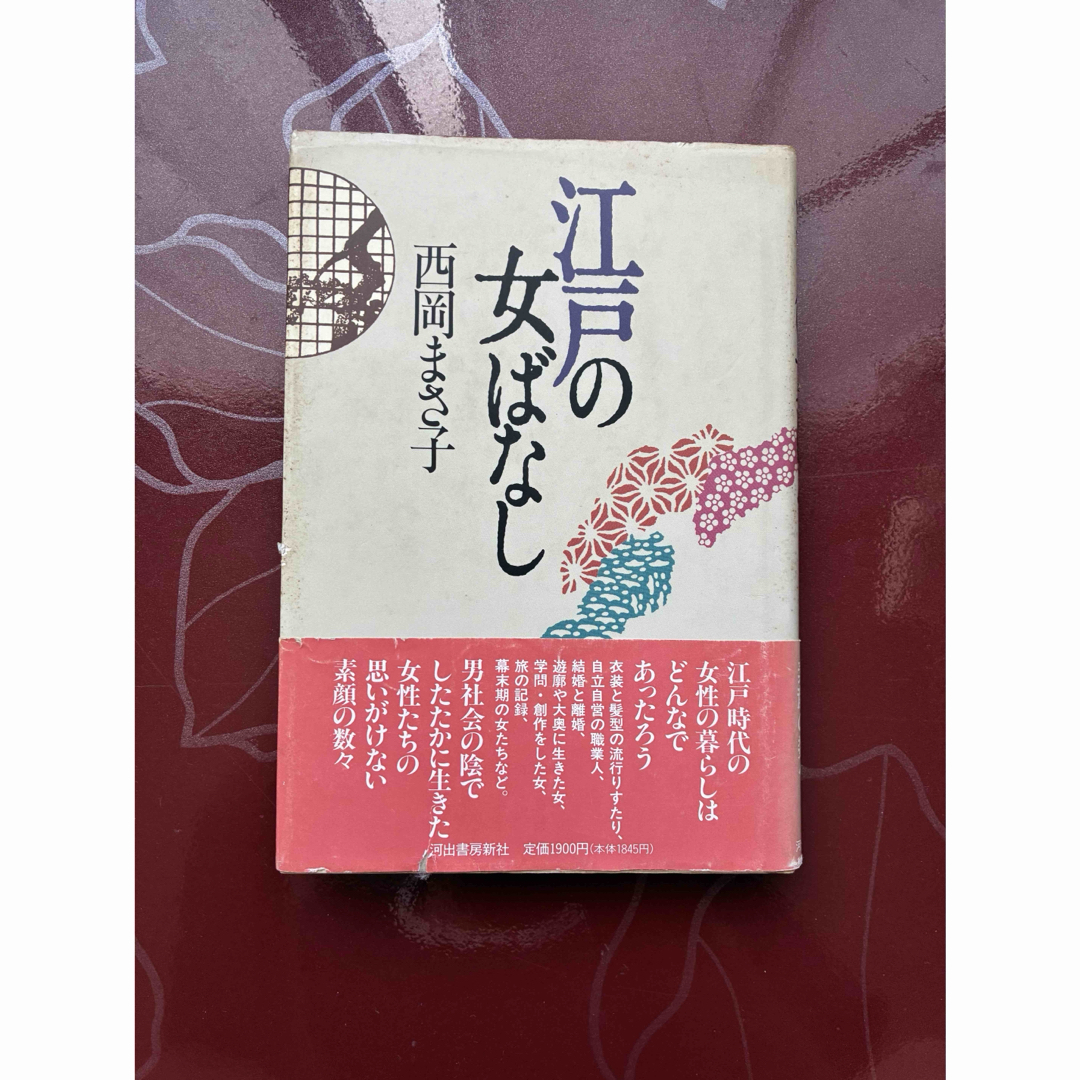 江戸の
女ばなし
西岡まさ子
江戸時代の
女性の暮らしは
どんなで
あったろう
衣装と髪型の流行りすたり、
自立自営の職業人、
結婚と離婚、
遊廓や大奥に生きた女、
学問・創作をした女、
旅の記録、
幕末期の女たちなど。
男社会の陰で
したたかに生きた
女性たちの
思いがけない
素顔の数々
河出書房新社 定価1900円(本体1845円)